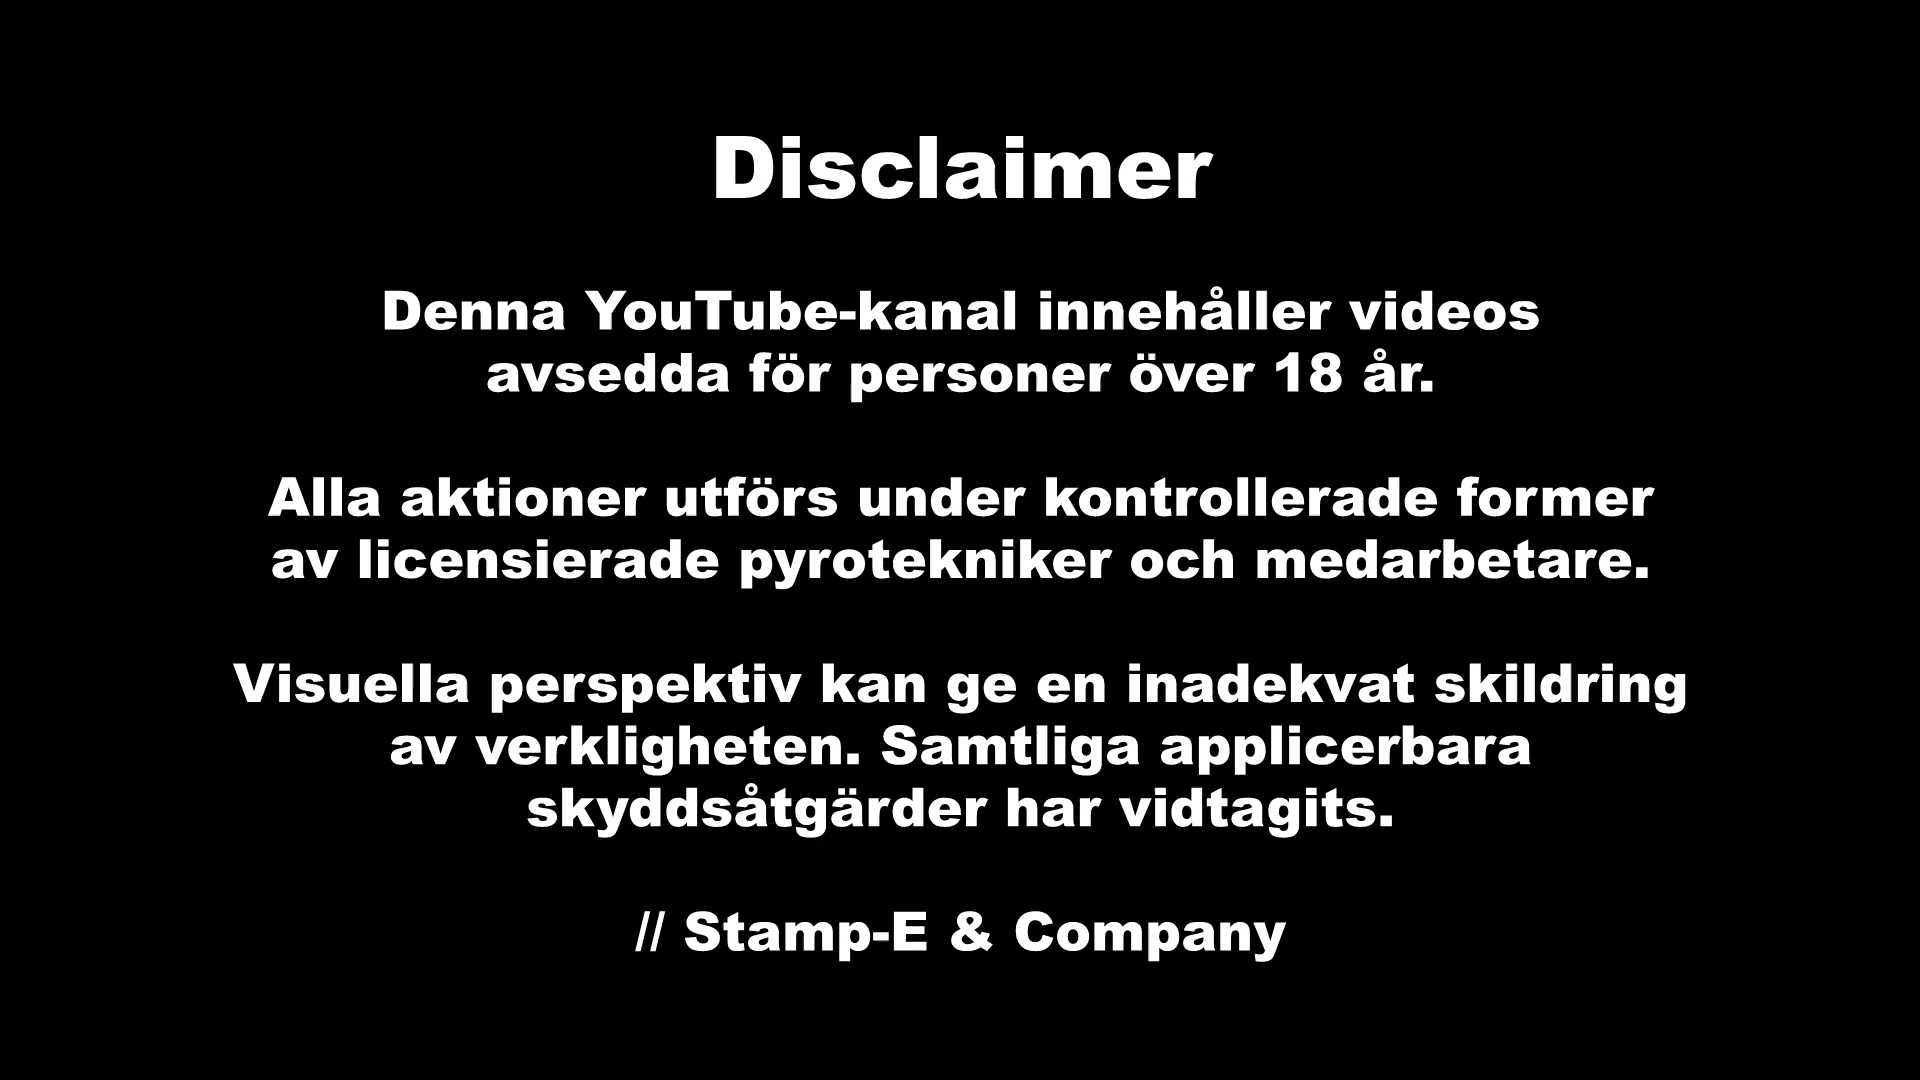 Disclaimer
Denna YouTube-kanal innehåller videos
avsedda för personer över 18 år.
Alla aktioner utförs under kontrollerade former
av licensierade pyrotekniker och medarbetare.
Visuella perspektiv kan ge en inadekvat skildring
av verkligheten. Samtliga applicerbara
skyddsåtgärder har vidtagits.
// Stamp-E & Company